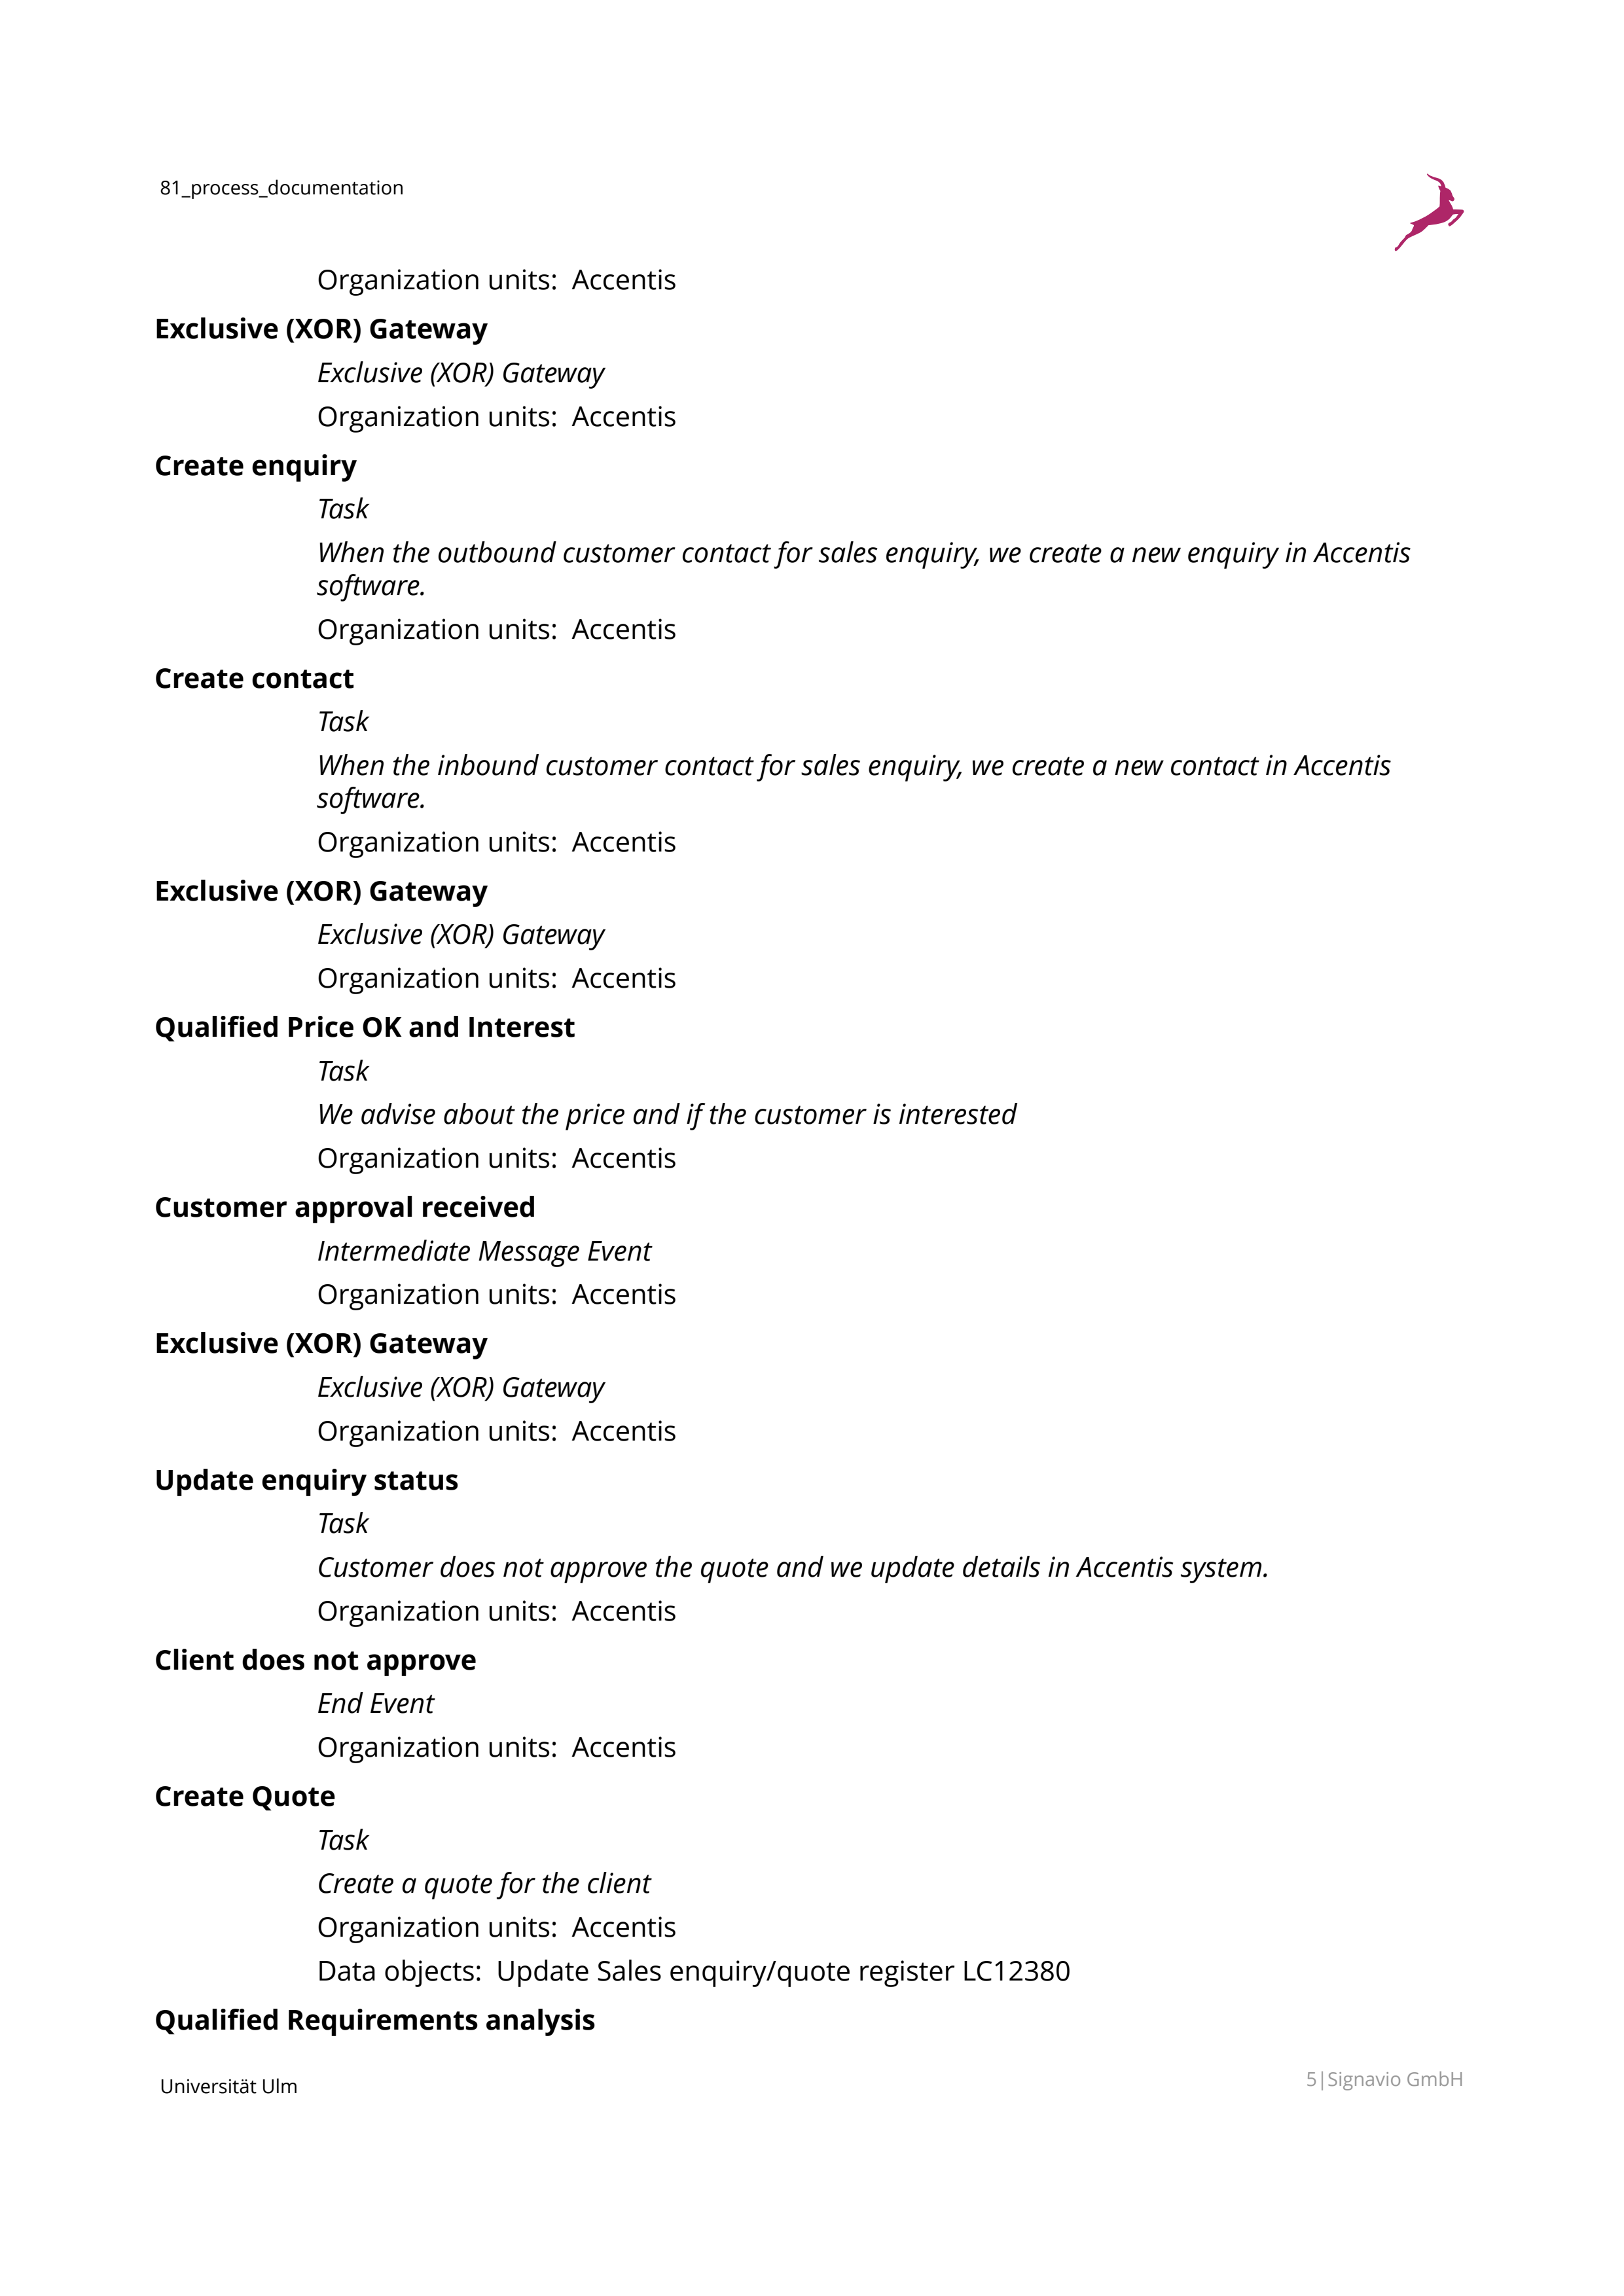 81_process_documentation
Organization units:  Accentis
Exclusive (XOR) Gateway
Exclusive (XOR) Gateway
Organization units:  Accentis
Create enquiry
Task
When the outbound customer contact for sales enquiry, we create a new enquiry in Accentis
software.
Organization units:  Accentis
Create contact
Task
When the inbound customer contact for sales enquiry, we create a new contact in Accentis
software.
Organization units:  Accentis
Exclusive (XOR) Gateway
Exclusive (XOR) Gateway
Organization units:  Accentis
Qualified Price OK and Interest
Task
We advise about the price and if the customer is interested
Organization units:  Accentis
Customer approval received
Intermediate Message Event
Organization units:  Accentis
Exclusive (XOR) Gateway
Exclusive (XOR) Gateway
Organization units:  Accentis
Update enquiry status
Task
Customer does not approve the quote and we update details in Accentis system.
Organization units:  Accentis
Client does not approve
End Event
Organization units:  Accentis
Create Quote
Task
Create a quote for the client
Organization units:  Accentis
Data objects:  Update Sales enquiry/quote register LC12380
Qualified Requirements analysis
Universität Ulm
5|Signavio GmbH